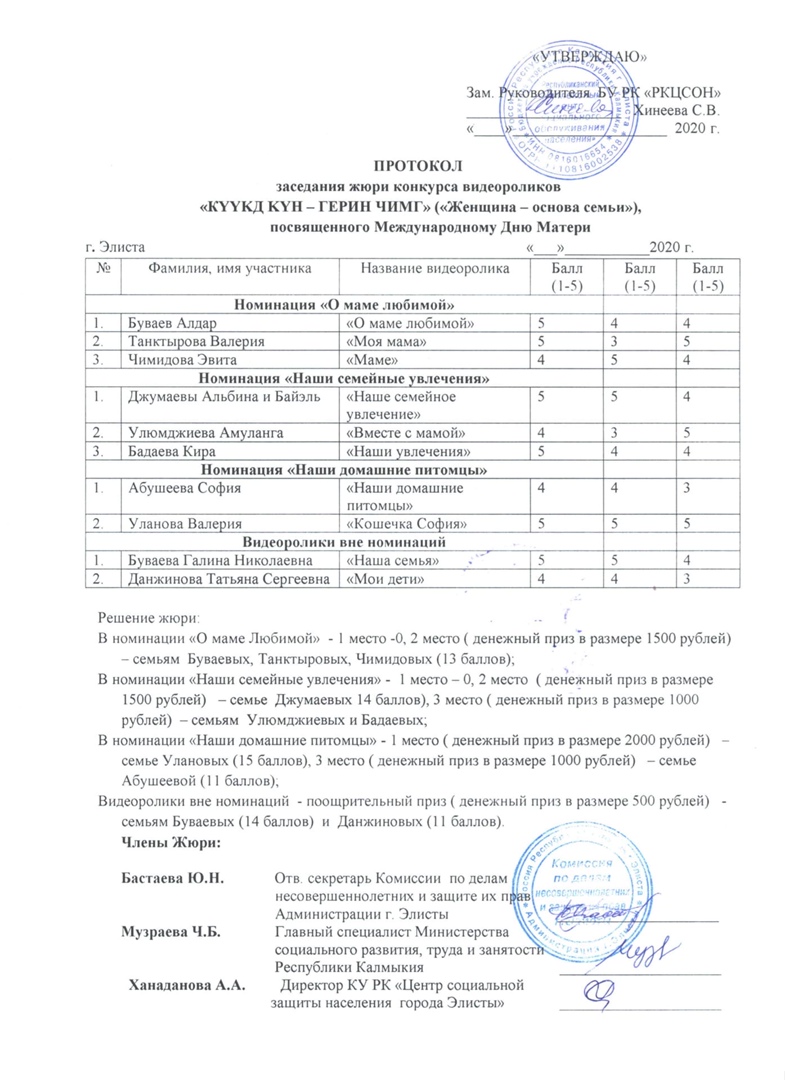 «УТВЕРЖДАЮ»
Зам. Руководителя БУ РК «РКЦСОН»
Хинеева С.В.
«____»____________________ 2020 г.
ПРОТОКОЛ
заседания жюри конкурса видеороликов
«КҮҮКД КҮН – ГЕРИН ЧИМГ» («Женщина – основа семьи»),
посвященного Международному Дню Матери
г. Элиста «___»____________2020 г.
№ Фамилия, имя участника Название видеоролика Балл (1-5) Балл (1-5) Балл (1-5)
Номинация «О маме любимой»
1. Буваев Алдар «О маме любимой» 5 4 4
2. Танктырова Валерия «Моя мама» 5 3 5
3. Чимидова Эвита «Маме» 4 5 4
Номинация «Наши семейные увлечения»
1. Джумаевы Альбина и Байэль «Наше семейное увлечение» 5 5 4
2. Улюмджиева Амуланга «Вместе с мамой» 4 3 5
3. Бадаева Кира «Наши увлечения» 5 4 4
Номинация «Наши домашние питомцы»
1. Абушеева София «Наши домашние питомцы» 4 4 3
2. Уланова Валерия «Кошечка София» 5 5 5
Видеоролики вне номинаций
1. Буваева Галина Николаевна «Наша семья» 5 5 4
2. Данжинова Татьяна Сергеевна «Мои дети» 4 4 3
Решение жюри:
В номинации «О маме Любимой» - 1 место -0, 2 место ( денежный приз в размере 1500 рублей)
– семьям Буваевых, Танктыровых, Чимидовых (13 баллов);
В номинации «Наши семейные увлечения» - 1 место – 0, 2 место ( денежный приз в размере
1500 рублей) – семье Джумаевых 14 баллов), 3 место ( денежный приз в размере 1000
рублей) – семьям Улюмджиевых и Бадаевых;
В номинации «Наши домашние питомцы» - 1 место ( денежный приз в размере 2000 рублей) –
семье Улановых (15 баллов), 3 место ( денежный приз в размере 1000 рублей) – семье
Абушеевой (11 баллов);
Видеоролики вне номинаций - поощрительный приз ( денежный приз в размере 500 рублей) -
семьям Буваевых (14 баллов) и Данжиновых (11 баллов).
Члены Жюри:
Бастаева Ю.Н. Отв. секретарь Комиссии по делам
несовершеннолетних и защите их прав
Администрации г. Элисты
Комиссия
по делам
несовершеннолетних
Музраева Ч.Б. Главный специалист Министерства
социального развития, труда и занятости
Республики Калмыкия
Ханаданова А.А. Директор КУ РК «Центр социальной
защиты населения города Элисты»